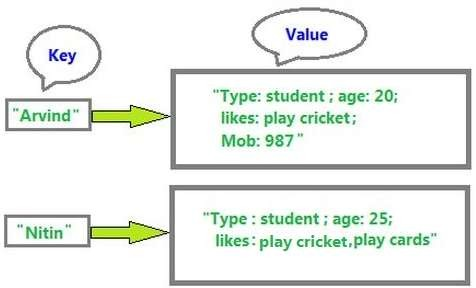 Key
Value
"Arvind"
"Type: student ; age: 20;
likes: play cricket;
Mob: 987 "
"Nitin"
"Type : student ; age: 25;
likes: play cricket,play cards"